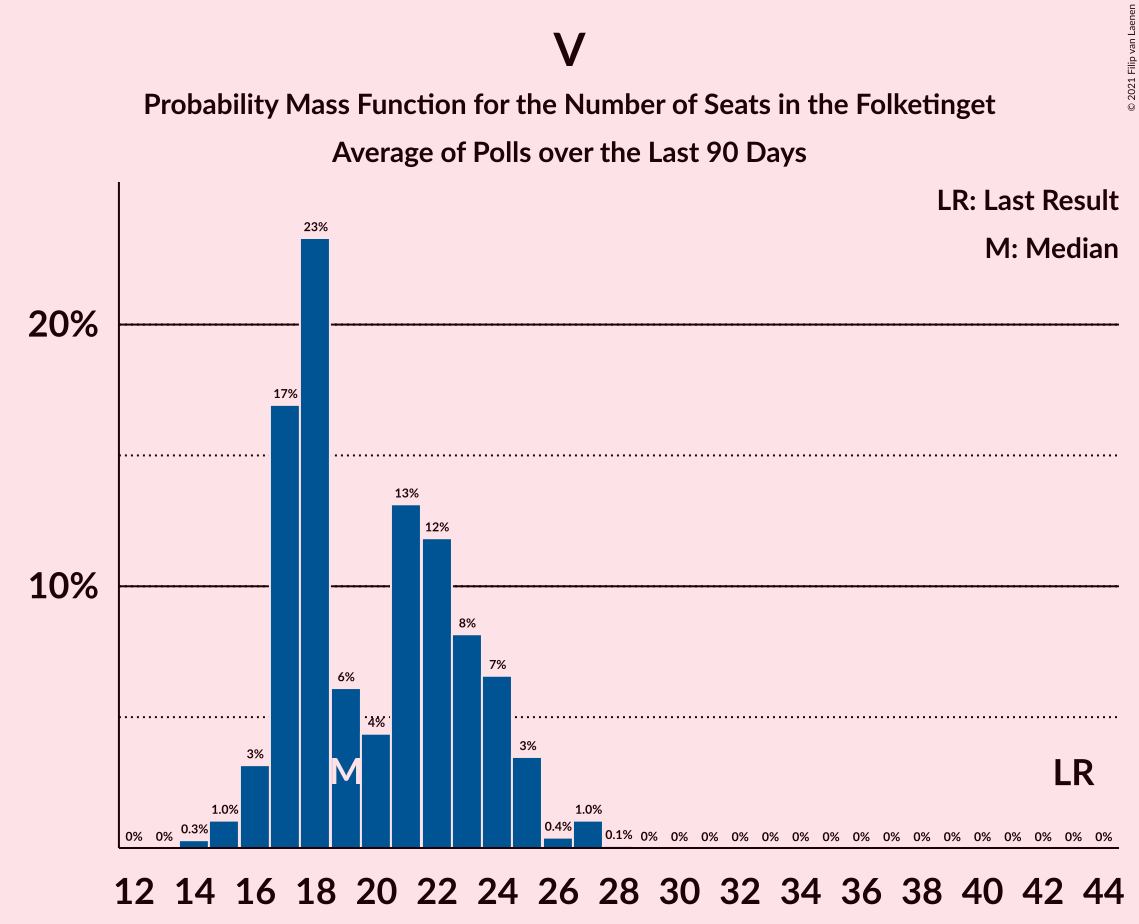 V
Probability Mass Function for the Number of Seats in the Folketinget
Average of Polls over the Last 90 Days
© 2021 Filip van Laenen
LR: Last Result
M: Median
20%
10%
0% 0% 0.3% 1.0% 3% 17% 23% 6% 4% 13% 12% 8% 7% 3% 0.4% 1.0% 0.1% 0% 0% 0% 0% 0% 0% 0% 0% 0% 0% 0% 0% 0% 0% 0% 0%
M
LR
12 14 16 18 20 22 24 26 28 30 32 34 36 38 40 42 44